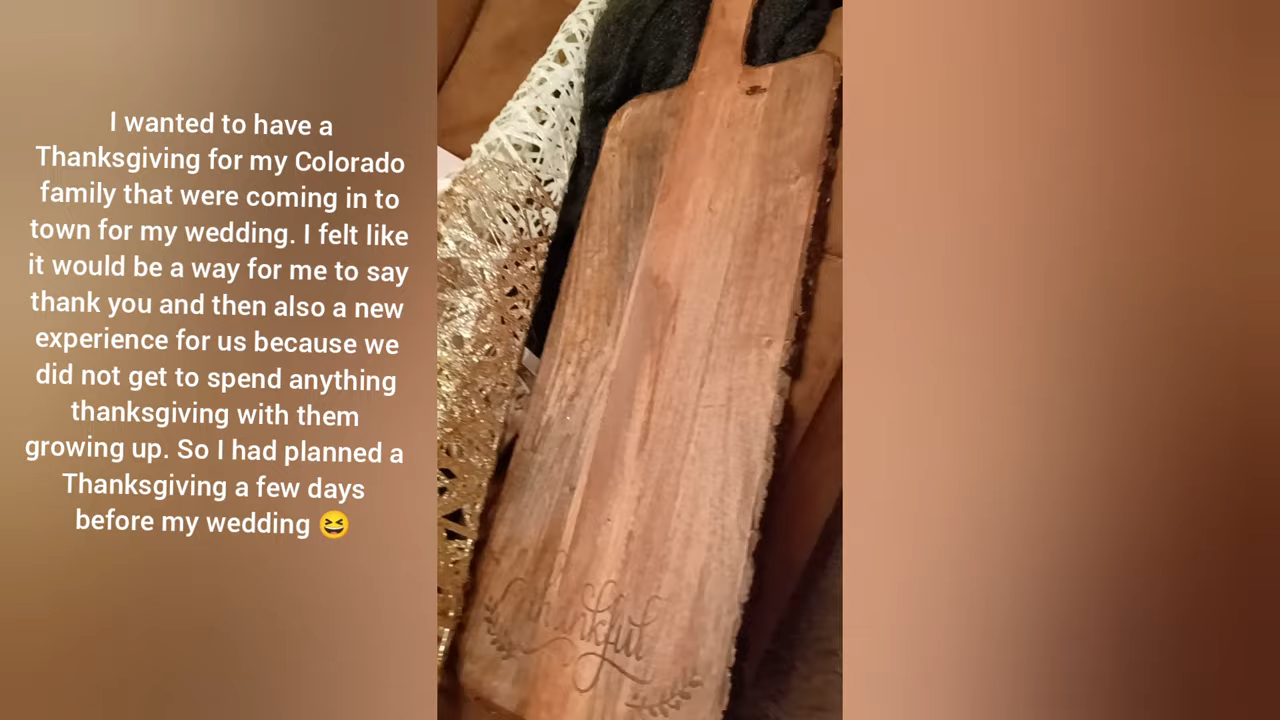 I wanted to have a
Thanksgiving for my Colorado
family that were coming in to
town for my wedding. I felt like
it would be a way for me to say
thank you and then also a new
experience for us because we
did not get to spend anything
thanksgiving with them
growing up. So I had planned a
Thanksgiving a few days
before my wedding 😆
thankful